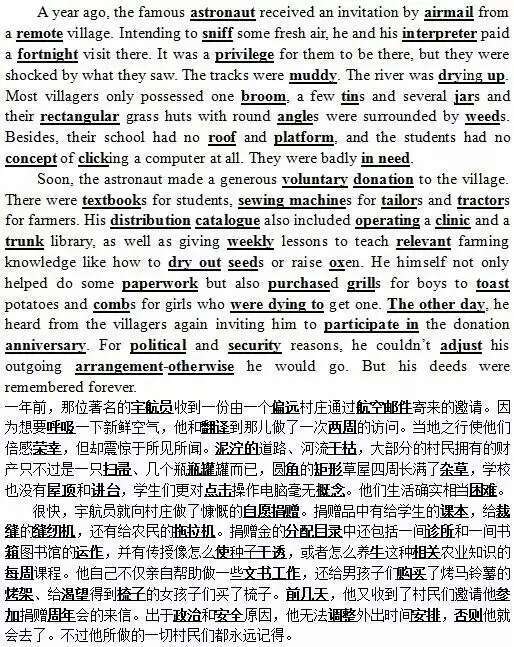 A year ago, the famous astronaut received an invitation by airmail from
a remote village. Intending to sniff some fresh air, he and his interpreter paid
a fortnight visit there. It was a privilege for them to be there, but they were
shocked by what they saw. The tracks were muddy. The river was drying up.
Most villagers only possessed one broom, a few tins and several jars and
their rectangular grass huts with round angles were surrounded by weeds.
Besides, their school had no roof and platform, and the students had no
concept of clicking a computer at all. They were badly in need.
Soon, the astronaut made a generous voluntary donation to the village.
There were textbooks for students, sewing machines for tailors and tractors
for farmers. His distribution catalogue also included operating a clinic and a
trunk library, as well as giving weekly lessons to teach relevant farming
knowledge like how to dry out seeds or raise oxen. He himself not only
helped do some paperwork but also purchased grills for boys to toast
potatoes and combs for girls who were dying to get one. The other day, he
heard from the villagers again inviting him to participate in the donation
anniversary. For political and security reasons, he couldn't adjust his
outgoing arrangement-otherwise he would go. But his deeds were
remembered forever.
一年前，那位著名的宇航员收到一份由一个偏远村庄通过航空邮件寄来的邀请。因
为想要呼吸一下新鲜空气，他和翻译到那儿做了一次两周的访问。当地之行使他们
倍感荣幸，但却震惊于所见所闻。泥泞的道路、河流干枯，大部分的村民拥有的财
产只不过是一只扫帚、几个瓶瓶罐罐而已，圆角的矩形草屋四周长满了杂草，学校
也没有屋顶和讲台，学生们更对点击操作电脑毫无概念。他们生活确实相当困难。
很快，宇航员就向村庄做了慷慨的自愿捐赠。捐赠品中有给学生的课本，给裁
缝的缝纫机，还有给农民的拖拉机。捐赠金的分配目录中还包括一间诊所和一间书
箱图书馆的运作，并有传授像怎么使种子干透，或者怎么养牛这种相关农业知识的
每周课程。他自己不仅亲自帮助做一些文书工作，还给男孩子们购买了烤马铃薯的
烤架、给渴望得到梳子的女孩子们买了梳子。前几天，他又收到了村民们邀请他参
加捐赠周年会的来信。出于政治和安全原因，他无法调整外出时间安排，否则他就
会去了。不过他所做的一切村民们都永远记得。